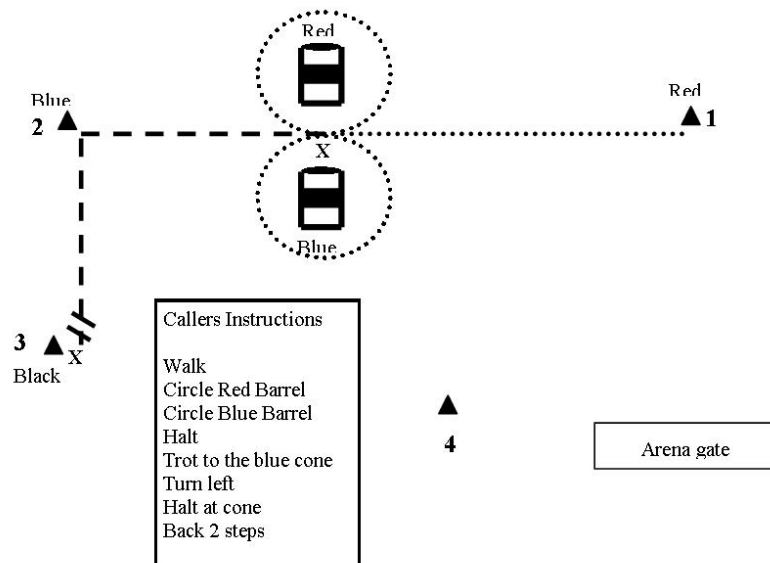 Red
Blue
2
Red
1
X
Blue
3
X
Black
Callers Instructions
Walk
Circle Red Barrel
Circle Blue Barrel
Halt
Trot to the blue cone
Turn left
Halt at cone
Back 2 steps
4
Arena gate